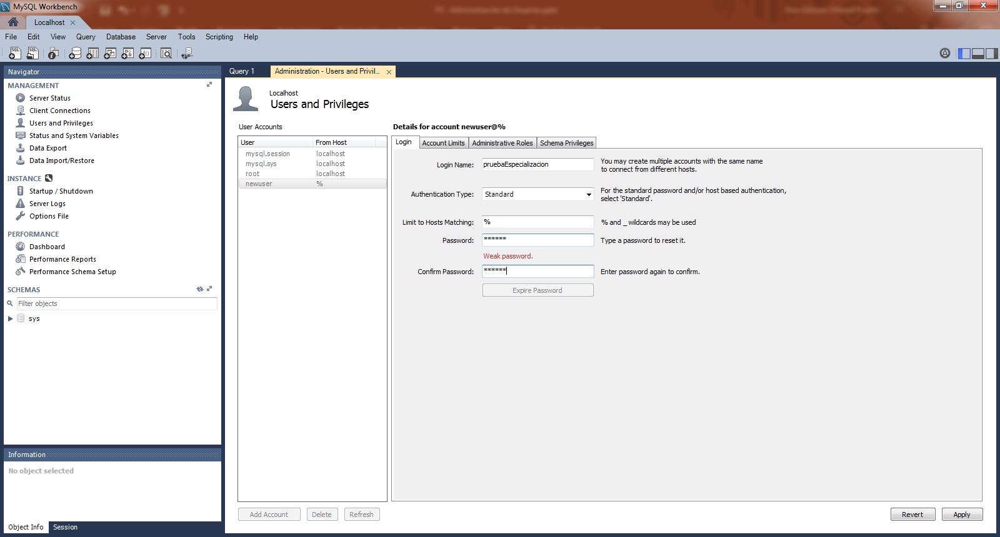 MySQL Workbench
Localhost
File Edit View Query Database Server Tools Scripting Help
Navigator
MANAGEMENT
Server Status
Client Connections
Users and Privileges
Status and System Variables
Data Export
Data Import/Restore
INSTANCE
Startup / Shutdown
Server Logs
Options File
PERFORMANCE
Dashboard
Performance Reports
Performance Schema Setup
SCHEMAS
Filter objects
sys
Information
No object selected
Object Info Session
Query 1 Administration - Users and Privil...
Localhost
Users and Privileges
User Accounts
User From Host
mysql.session localhost
mysql.sys localhost
root localhost
newuser %
Add Account Delete Refresh
Details for account newuser@%
Login Account Limits Administrative Roles Schema Privileges
Login Name: pruebaEspecializacion You may create multiple accounts with the same name
to connect from different hosts.
Authentication Type: Standard For the standard password and/or host based authentication,
select 'Standard'.
Limit to Hosts Matching: % % and _ wildcards may be used
Password: ****** Type a password to reset it.
Weak password.
Confirm Password: ****** Enter password again to confirm.
Expire Password
Revert Apply